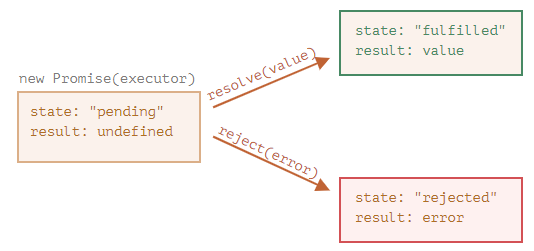 new Promise(executor)
state: "pending"
result: undefined
resolve(value)
state: "fulfilled"
result: value
reject(error)
state: "rejected"
result: error